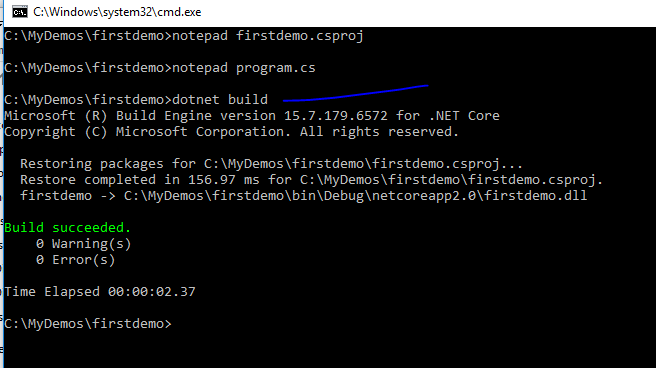 C:\Windows\system32\cmd.exe
C:\MyDemos\firstdemo>notepad firstdemo.csproj
C:\MyDemos\firstdemo>notepad program.cs
C:\MyDemos\firstdemo>dotnet build
Microsoft (R) Build Engine version 15.7.179.6572 for .NET Core
Copyright (C) Microsoft Corporation. All rights reserved.
Restoring packages for C:\MyDemos\firstdemo\firstdemo.csproj...
Restore completed in 156.97 ms for C:\MyDemos\firstdemo\firstdemo.csproj.
firstdemo -> C:\MyDemos\firstdemo\bin\Debug\netcoreapp2.0\firstdemo.dll
Build succeeded.
0 Warning(s)
0 Error(s)
Time Elapsed 00:00:02.37
C:\MyDemos\firstdemo>